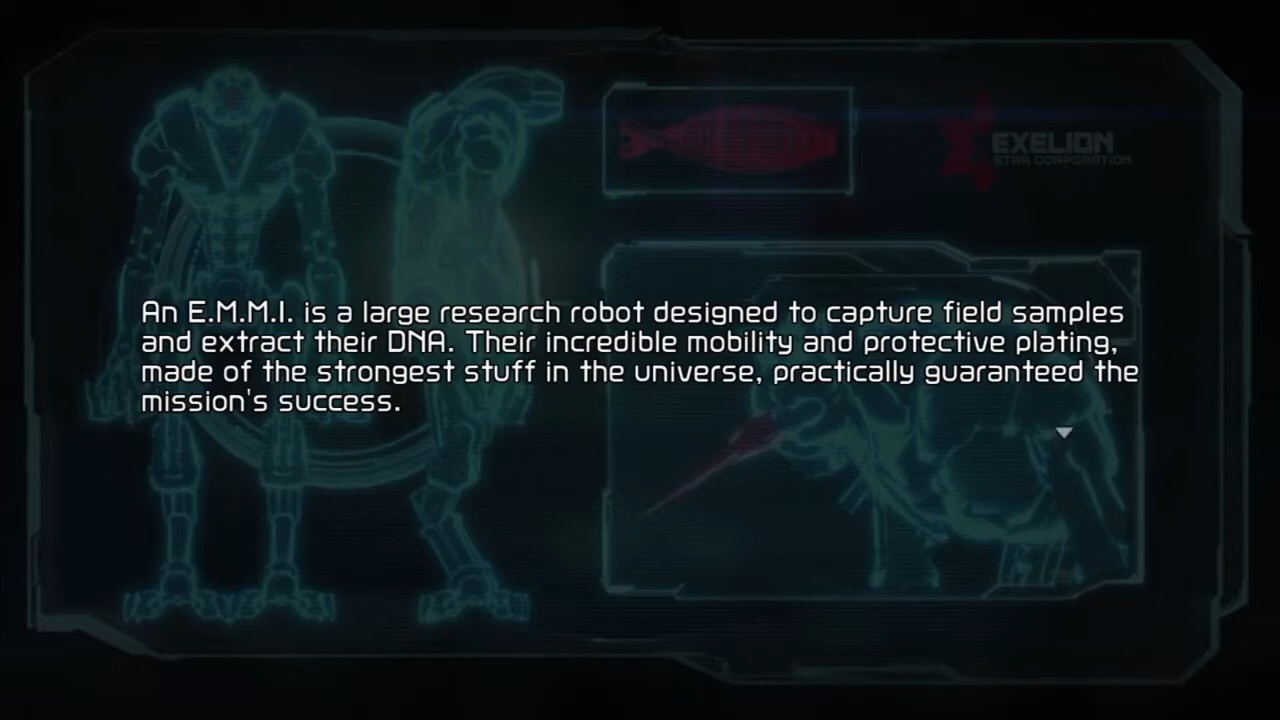 EXELION
STAR CORPORATION
An E.M.M.I. is a large research robot designed to capture field samples
and extract their DNA. Their incredible mobility and protective plating,
made of the strongest stuff in the universe, practically guaranteed the
mission's success.